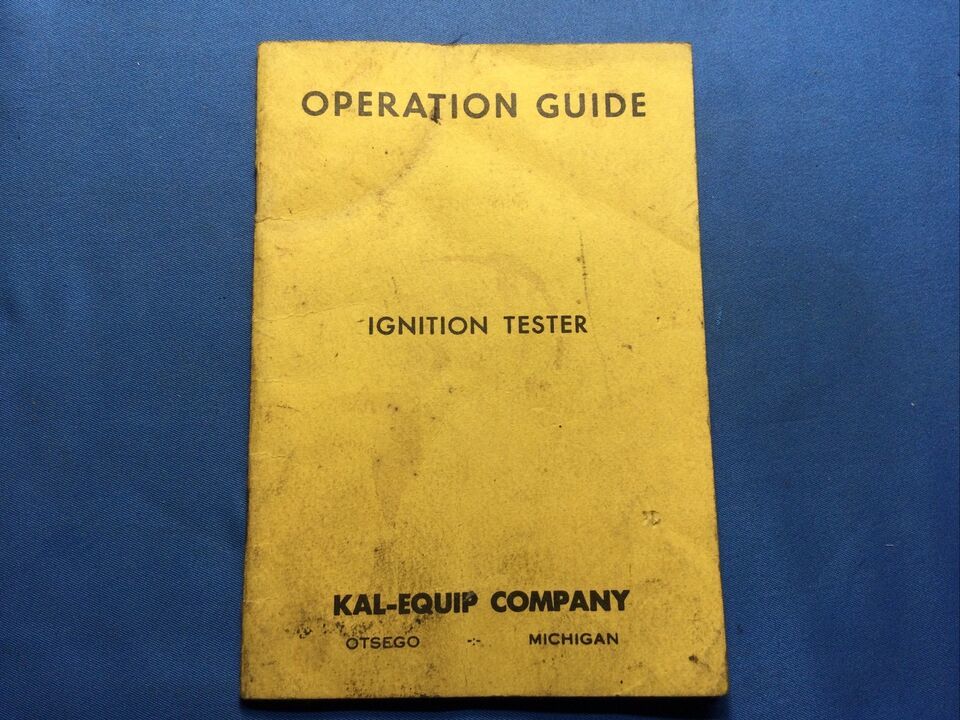 OPERATION GUIDE
IGNITION TESTER
KAL-EQUIP COMPANY
OTSEGO -:- MICHIGAN